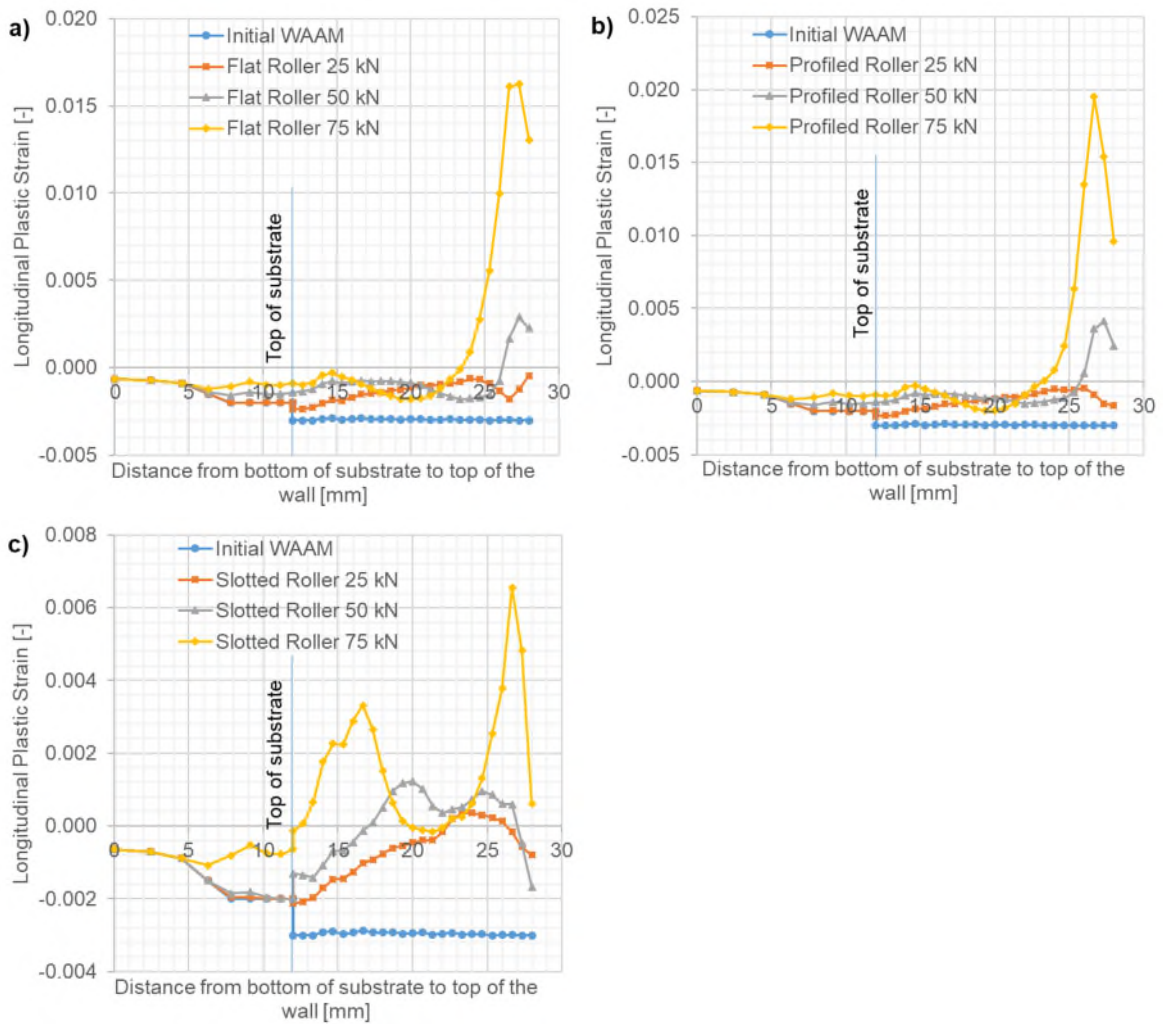 a)
0.020
0.015
0.010
0.005
0.000
-0.005
Longitudinal Plastic Strain [-]
Initial WAAM
Flat Roller 25 kN
Flat Roller 50 kN
Flat Roller 75 kN
Top of substrate
0 5 10 15 20 25 30
Distance from bottom of substrate to top of the
wall [mm]
b)
0.025
0.020
0.015
0.010
0.005
0.000
-0.005
Longitudinal Plastic Strain [-]
Initial WAAM
Profiled Roller 25 kN
Profiled Roller 50 kN
Profiled Roller 75 kN
Top of substrate
0 5 10 15 20 25 30
Distance from bottom of substrate to top of the
wall [mm]
c)
0.008
0.006
0.004
0.002
0.000
-0.002
-0.004
Longitudinal Plastic Strain [-]
Initial WAAM
Slotted Roller 25 kN
Slotted Roller 50 kN
Slotted Roller 75 kN
Top of substrate
0 5 10 15 20 25 30
Distance from bottom of substrate to top of the
wall [mm]